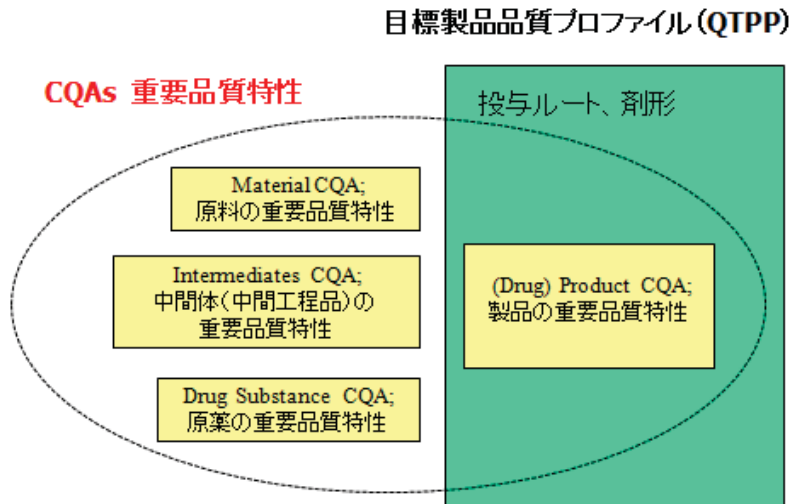 目標製品品質プロファイル(QTPP)
CQAs 重要品質特性
投与ルート、剤形
Material CQA;
原料の重要品質特性
Intermediates CQA;
中間体(中間工程品)の
重要品質特性
(Drug) Product CQA;
製品の重要品質特性
Drug Substance CQA;
原薬の重要品質特性